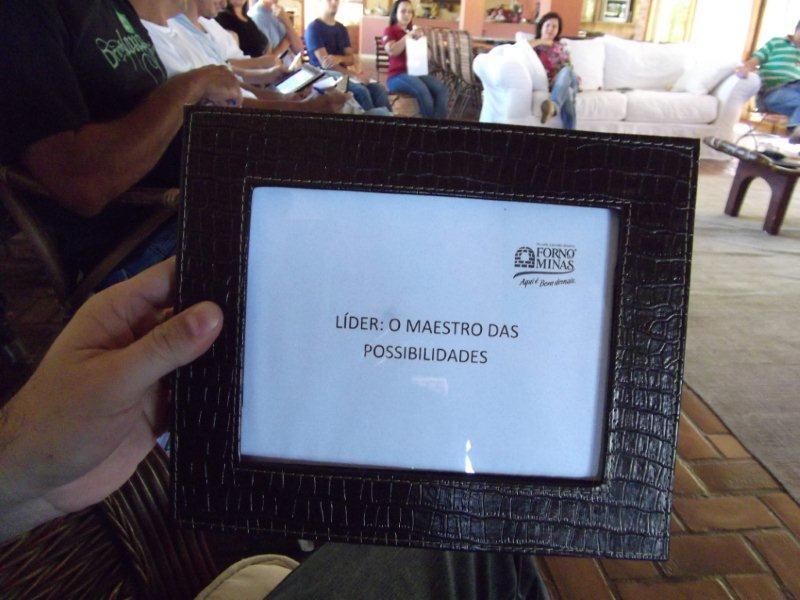 FORNO
MINAS
Aqui é Bom demais.
LÍDER: O MAESTRO DAS
POSSIBILIDADES